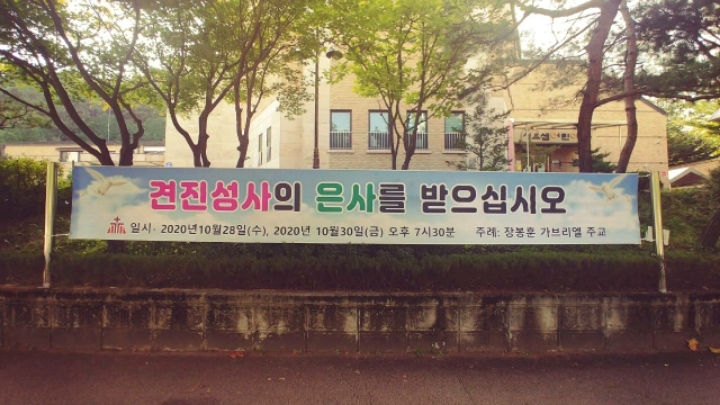 견진성사의 은사를 받으십시오
일시· 2020년10월28일(수), 2020년 10월30일(금) 오후 7시30분 주례: 장봉훈 가브리엘 주교